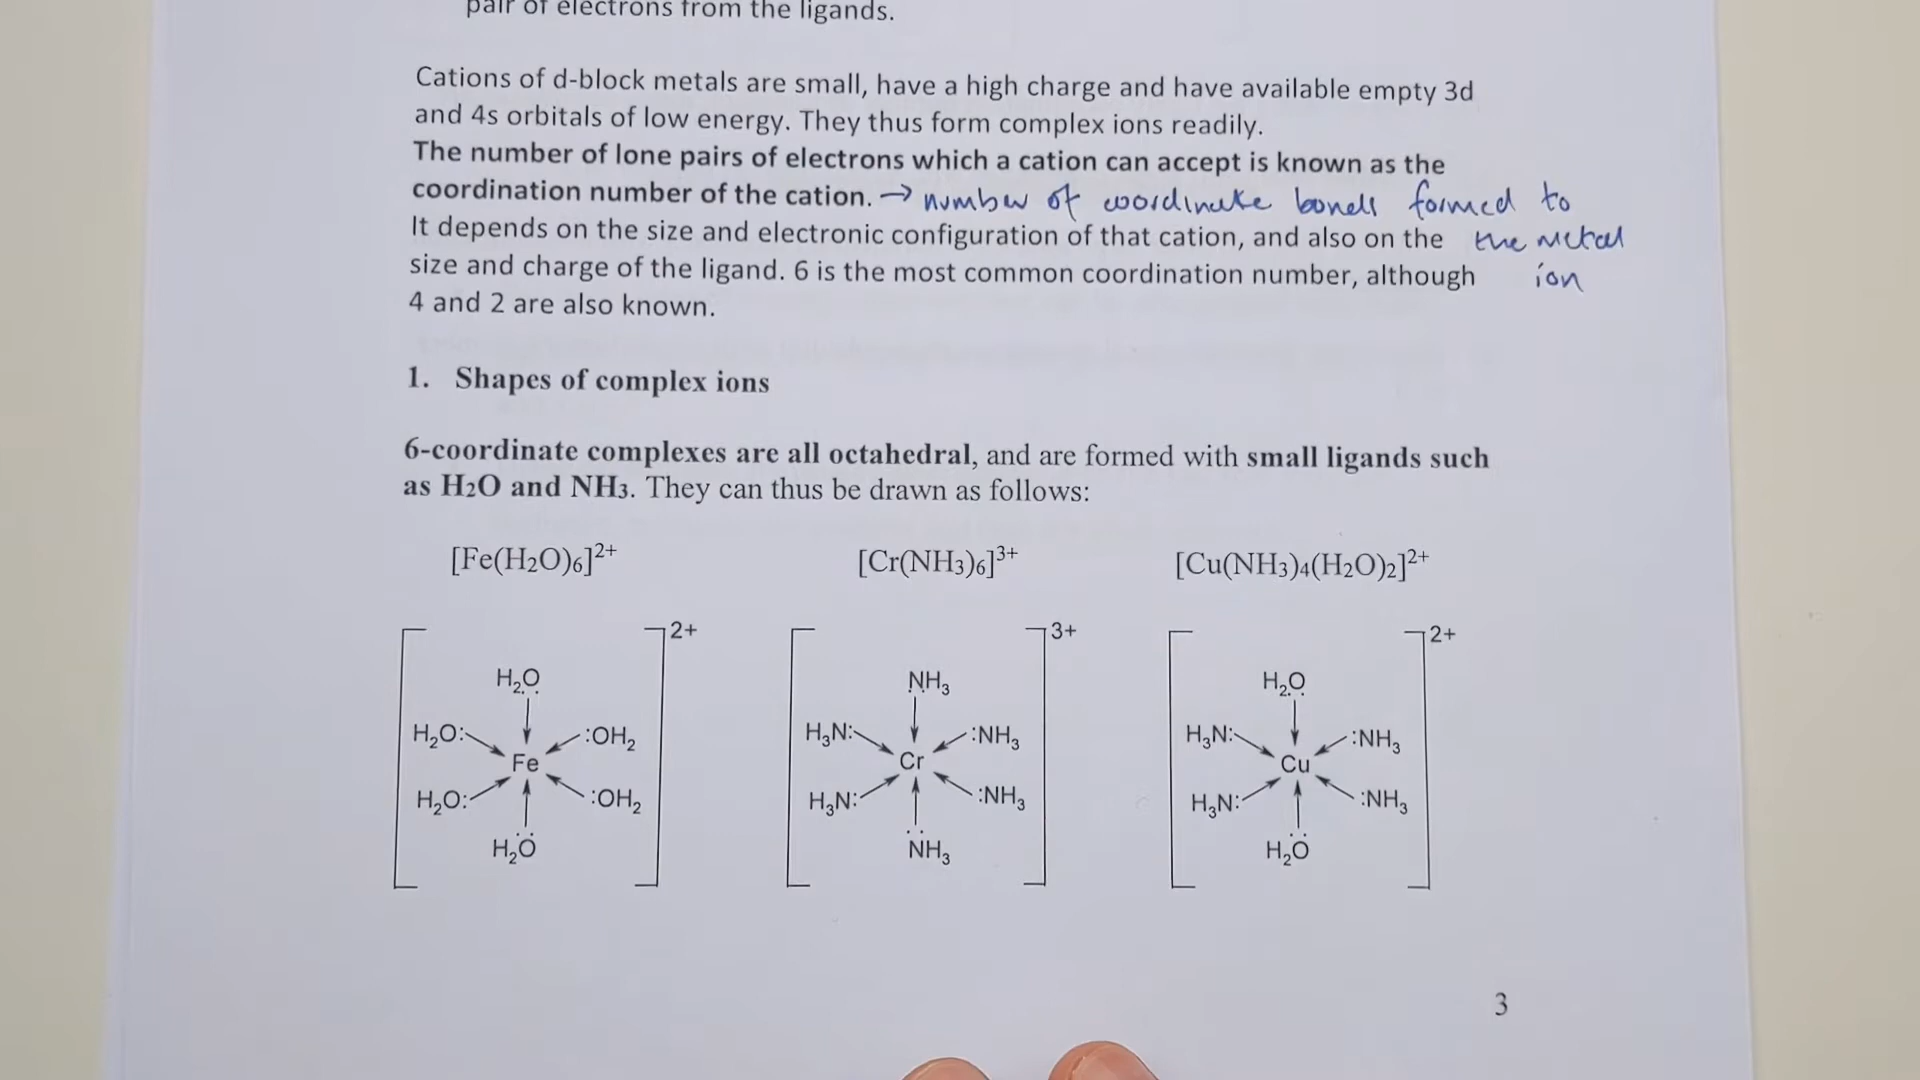 pair of electrons from the ligands.
Cations of d-block metals are small, have a high charge and have available empty 3d
and 4s orbitals of low energy. They thus form complex ions readily.
The number of lone pairs of electrons which a cation can accept is known as the
coordination number of the cation. → number of coordinate bonds formed to
It depends on the size and electronic configuration of that cation, and also on the the metal
size and charge of the ligand. 6 is the most common coordination number, although ion
4 and 2 are also known.
1. Shapes of complex ions
6-coordinate complexes are all octahedral, and are formed with small ligands such
as H2O and NH3. They can thus be drawn as follows:
[Fe(H2O)6]2+ [Cr(NH3)6]3+ [Cu(NH3)4(H2O)2]2+
2+ 3+ 2+
H2O NH3 H2O
H2O: :OH2 H3N: :NH3 H3N: :NH3
Fe Cr Cu
H2O: :OH2 H3N: :NH3 H3N: :NH3
H2O NH3 H2O
3